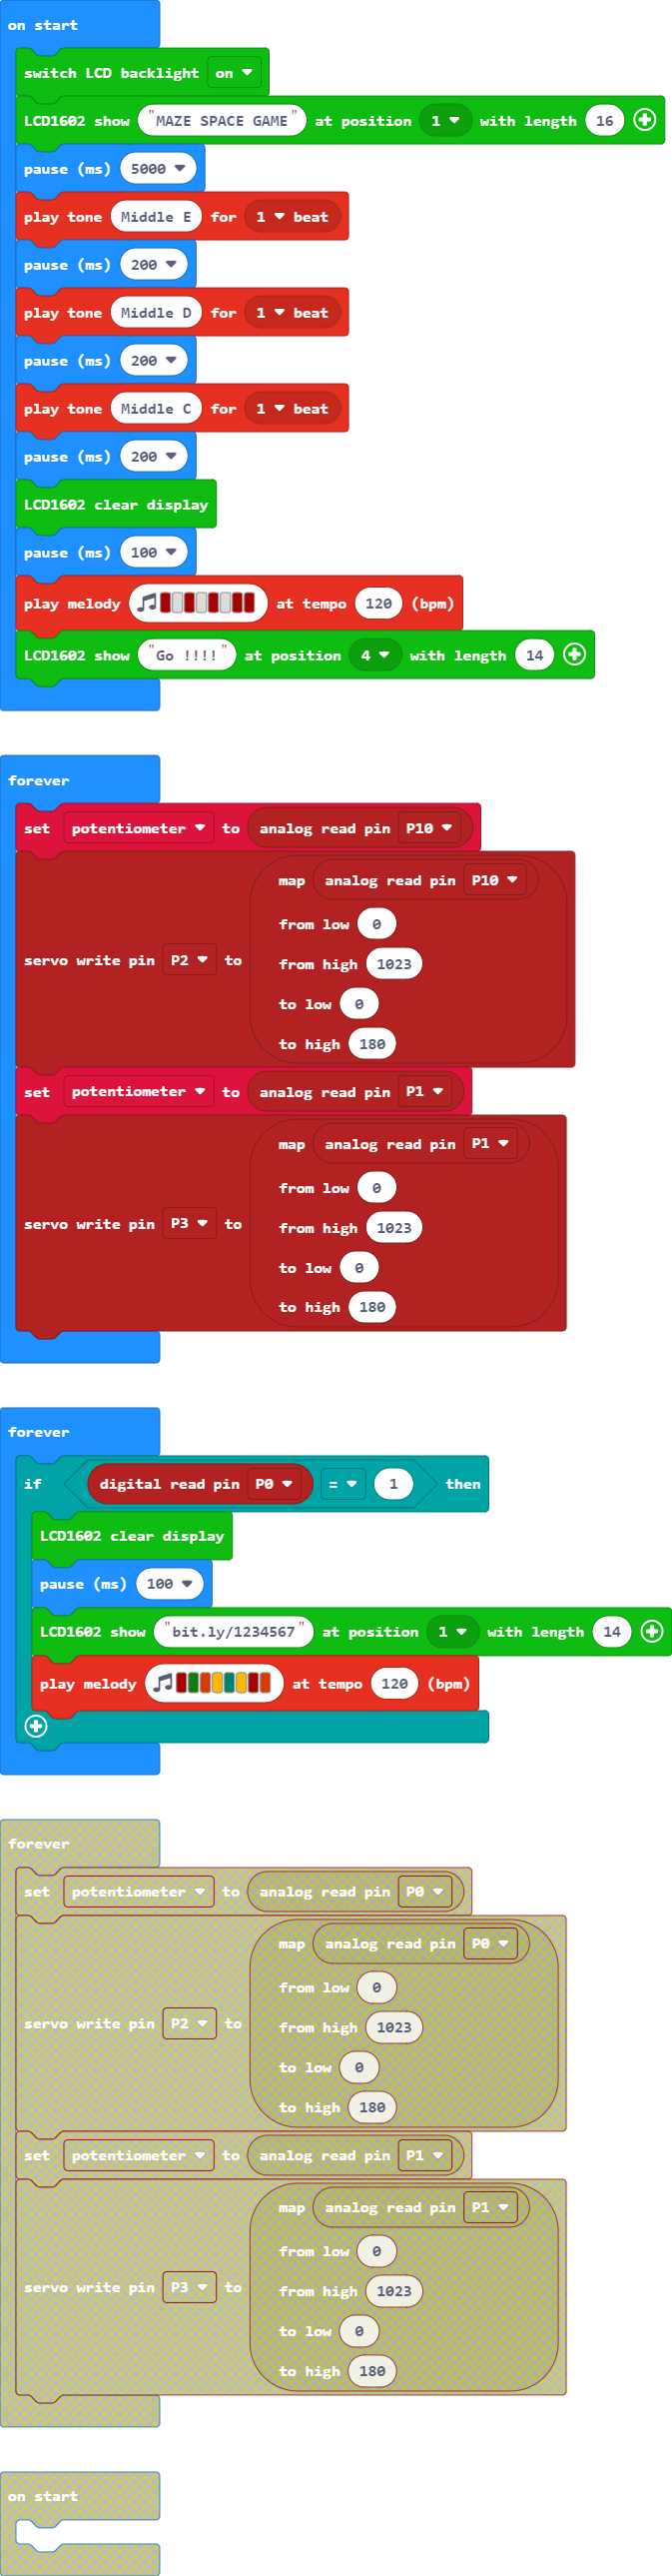 on start
switch LCD backlight on
LCD1602 show "MAZE SPACE GAME" at position 1 with length 16
pause (ms) 5000
play tone Middle E for 1 beat
pause (ms) 200
play tone Middle D for 1 beat
pause (ms) 200
play tone Middle C for 1 beat
pause (ms) 200
LCD1602 clear display
pause (ms) 100
play melody at tempo 120 (bpm)
LCD1602 show "Go !!!!" at position 4 with length 14
forever
set potentiometer to analog read pin P10
servo write pin P2 to
map analog read pin P10
from low 0
from high 1023
to low 0
to high 180
set potentiometer to analog read pin P1
servo write pin P3 to
map analog read pin P1
from low 0
from high 1023
to low 0
to high 180
forever
if digital read pin P0 = 1 then
LCD1602 clear display
pause (ms) 100
LCD1602 show "bit.ly/1234567" at position 1 with length 14
play melody at tempo 120 (bpm)
forever
set potentiometer to analog read pin P0
servo write pin P2 to
map analog read pin P0
from low 0
from high 1023
to low 0
to high 180
set potentiometer to analog read pin P1
servo write pin P3 to
map analog read pin P1
from low 0
from high 1023
to low 0
to high 180
on start